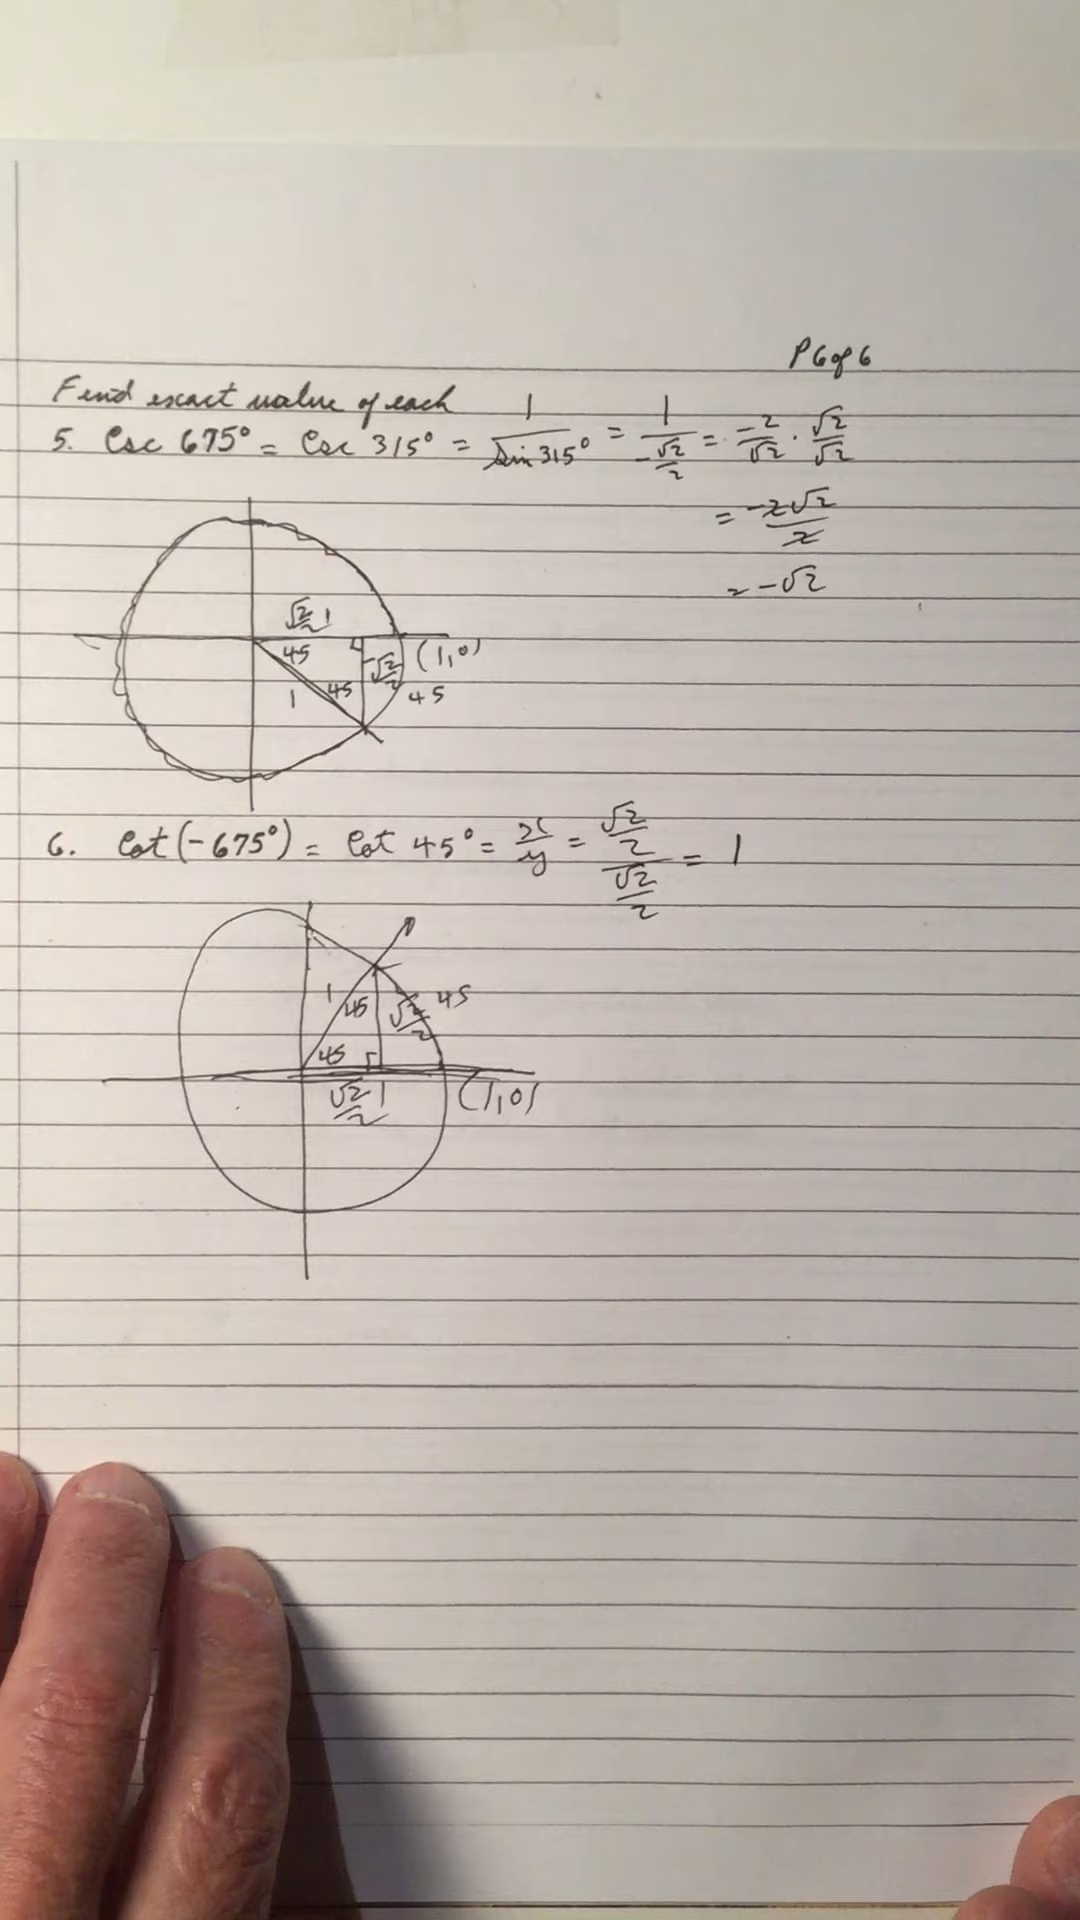 P6 of 6
Find exact value of each
5. Csc 675° = Csc 315° = 1/sin 315° = 1/(-√2/2) = -2/√2 · √2/√2
= -2√2/2
= -√2
√2/2 1
45 (1,0)
-√2/2
1 45 45
6. Cot (-675°) = Cot 45° = x/y = (√2/2)/(√2/2) = 1
1 45 √2/2 45
45
√2/2 1 (1,0)